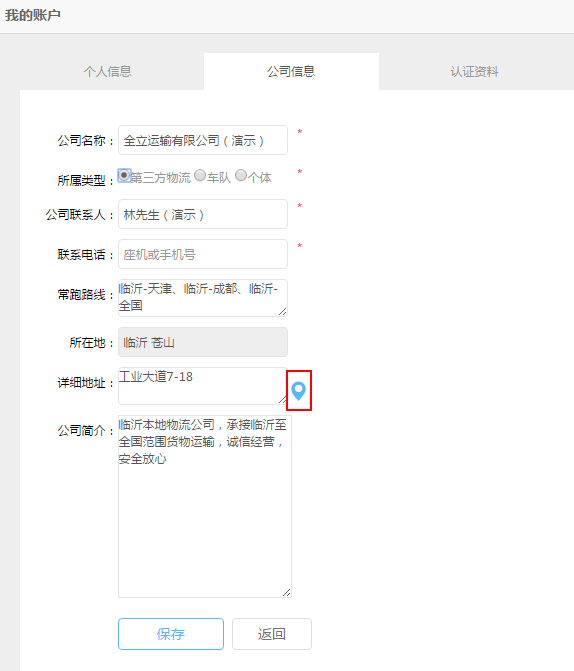 我的账户
个人信息 公司信息 认证资料
公司名称： 全立运输有限公司（演示） *
所属类型： 第三方物流 车队 个体 *
公司联系人： 林先生（演示） *
联系电话： 座机或手机号 *
常跑路线： 临沂-天津、临沂-成都、临沂-
全国
所在地： 临沂 苍山
详细地址： 工业大道7-18
公司简介： 临沂本地物流公司，承接临沂至
全国范围货物运输，诚信经营，
安全放心
保存 返回